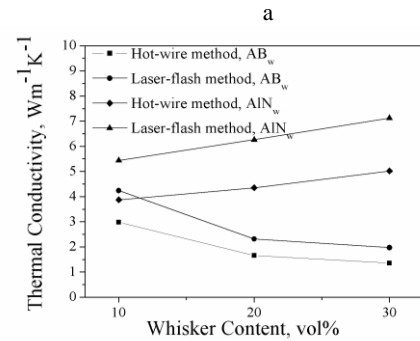 a
Thermal Conductivity, Wm⁻¹K⁻¹
10
9
8
7
6
5
4
3
2
1
0
Hot-wire method, AB_w
Laser-flash method, AB_w
Hot-wire method, AlN_w
Laser-flash method, AlN_w
10 20 30
Whisker Content, vol%